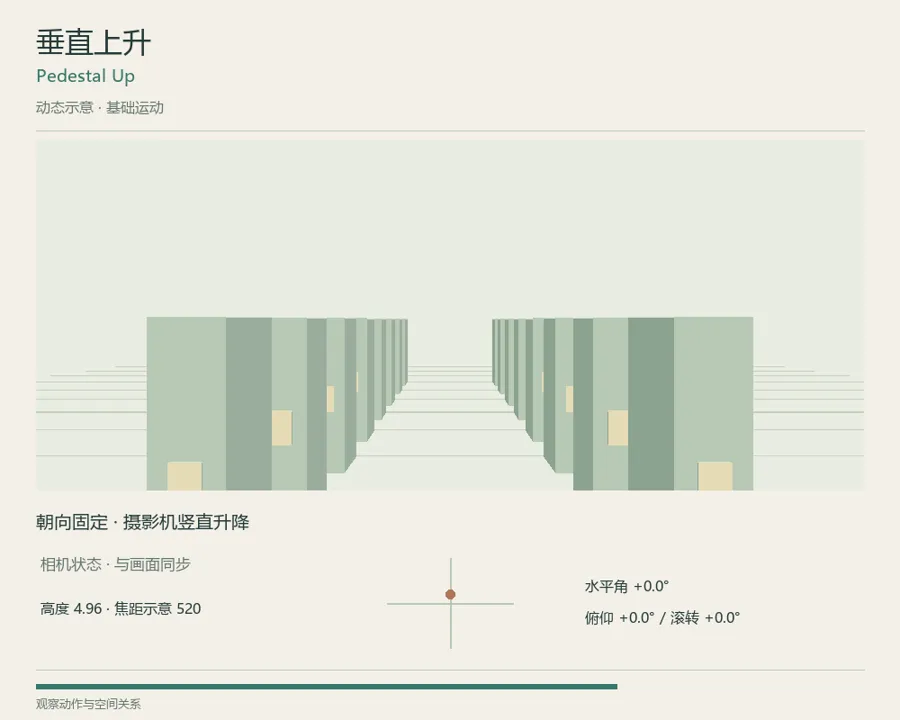 垂直上升
Pedestal Up
动态示意 · 基础运动
朝向固定 · 摄影机竖直升降
相机状态 · 与画面同步
高度 4.96 · 焦距示意 520
水平角 +0.0°
俯仰 +0.0° / 滚转 +0.0°
观察动作与空间关系